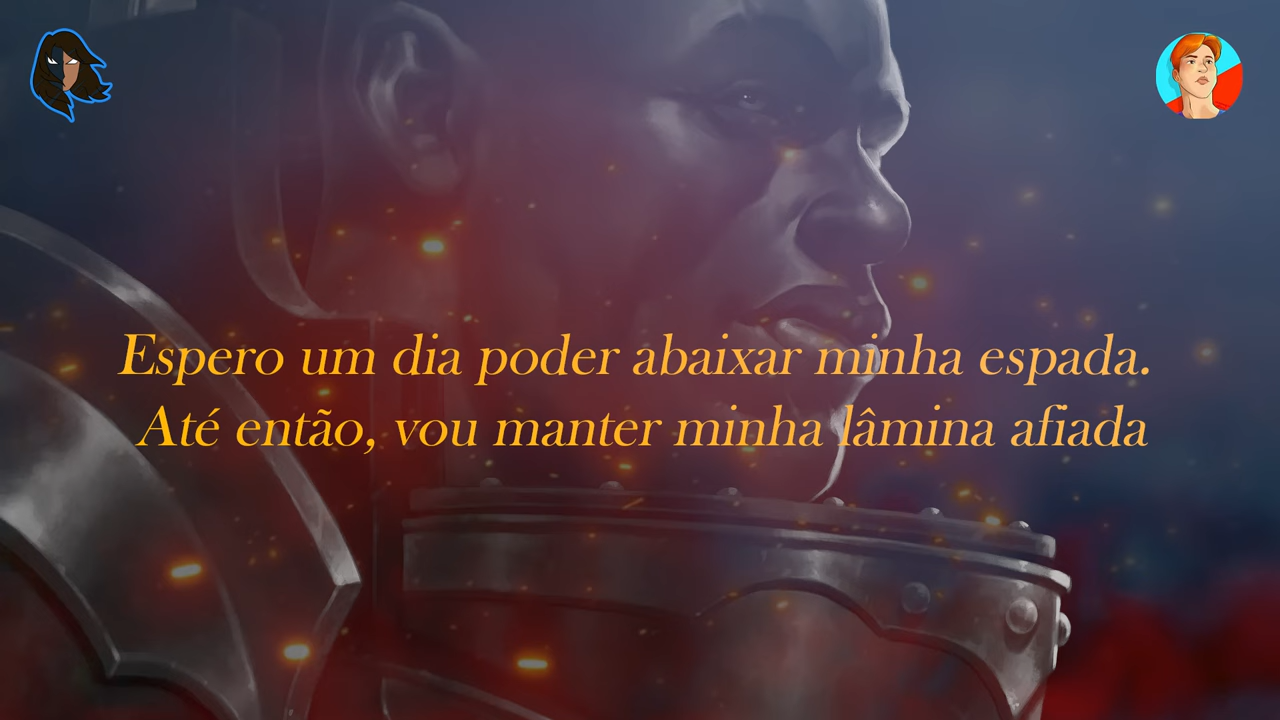 Espero um dia poder abaixar minha espada.
Até então, vou manter minha lâmina afiada